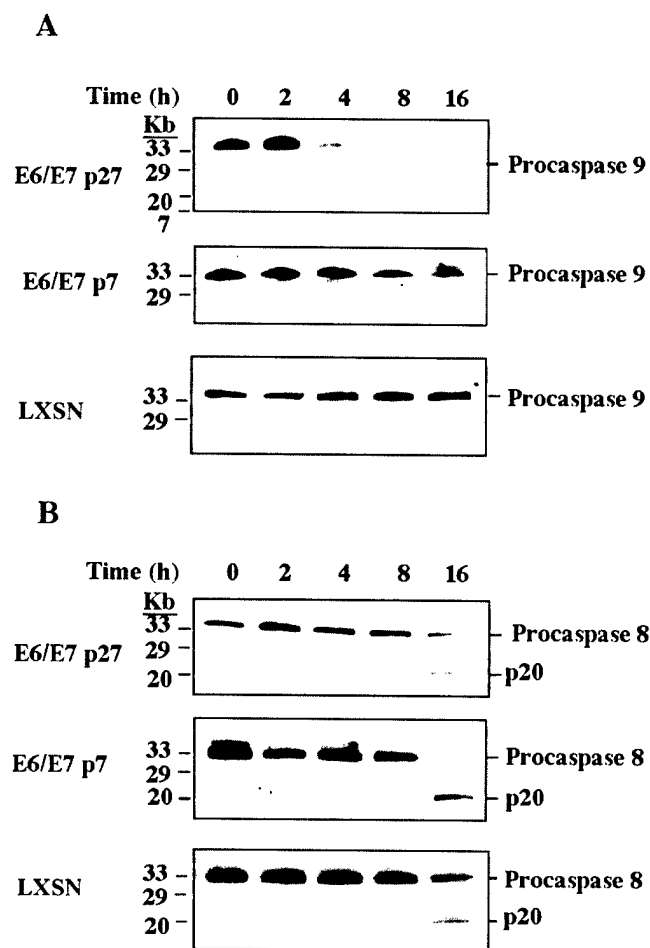 A
Time (h) 0 2 4 8 16
Kb
33
E6/E7 p27 29 Procaspase 9
20
7
E6/E7 p7 33 Procaspase 9
29
LXSN 33 Procaspase 9
29
B
Time (h) 0 2 4 8 16
Kb
33 Procaspase 8
E6/E7 p27 29
20 p20
E6/E7 p7 33 Procaspase 8
29
20 p20
LXSN 33 Procaspase 8
29
20 p20